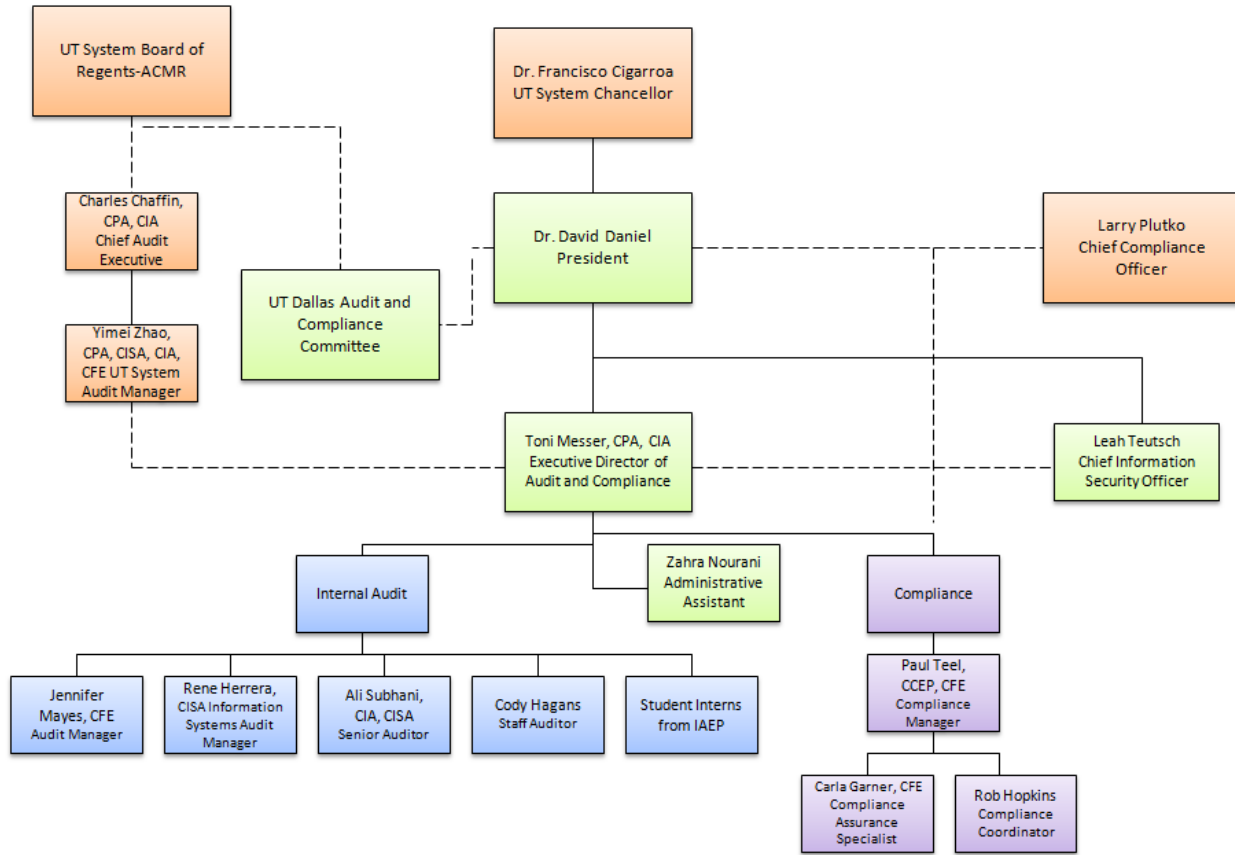 UT System Board of
Regents-ACMR
Dr. Francisco Cigarroa
UT System Chancellor
Charles Chaffin,
CPA, CIA
Chief Audit
Executive
Dr. David Daniel
President
Larry Plutko
Chief Compliance
Officer
UT Dallas Audit and
Compliance
Committee
Yimei Zhao,
CPA, CISA, CIA,
CFE UT System
Audit Manager
Toni Messer, CPA, CIA
Executive Director of
Audit and Compliance
Leah Teutsch
Chief Information
Security Officer
Internal Audit
Zahra Nourani
Administrative
Assistant
Compliance
Jennifer
Mayes, CFE
Audit Manager
Rene Herrera,
CISA Information
Systems Audit
Manager
Ali Subhani,
CIA, CISA
Senior Auditor
Cody Hagans
Staff Auditor
Student Interns
from IAEP
Paul Teel,
CCEP, CFE
Compliance
Manager
Carla Garner, CFE
Compliance
Assurance
Specialist
Rob Hopkins
Compliance
Coordinator